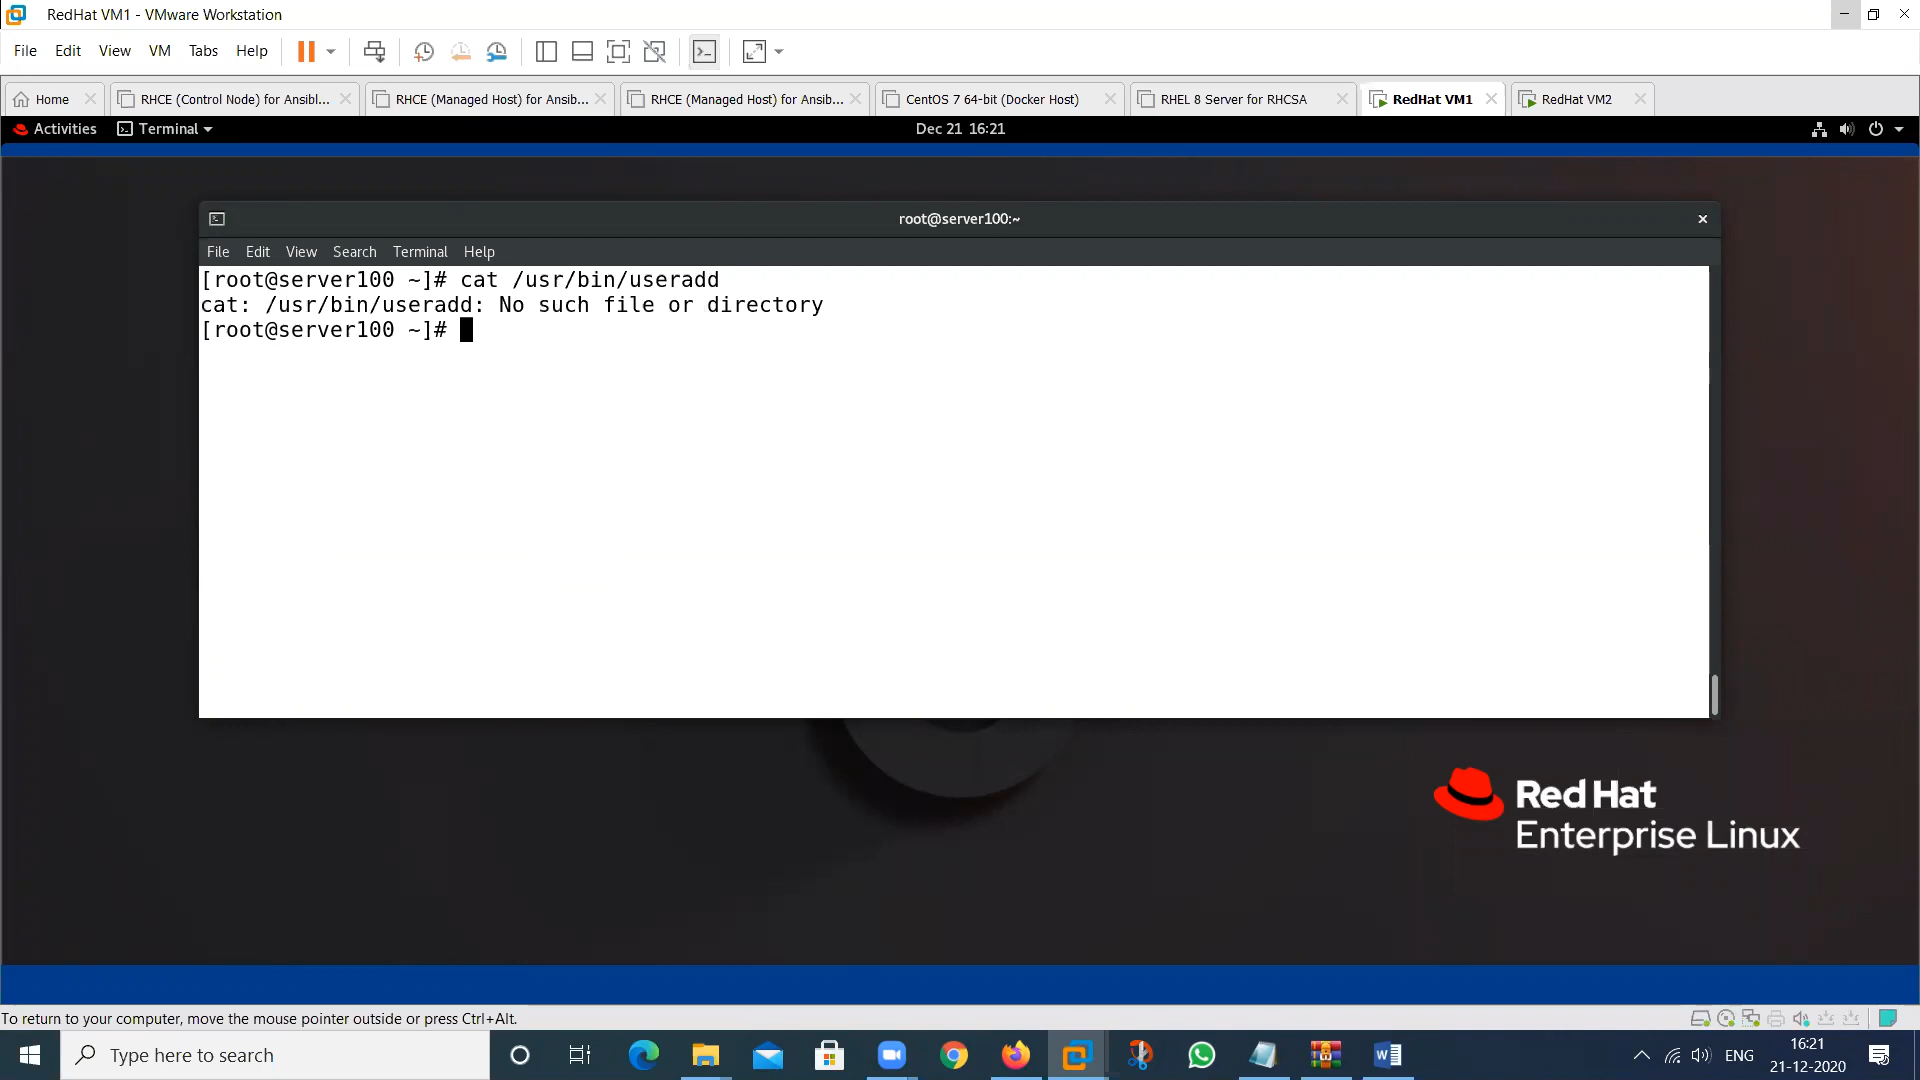 RedHat VM1 - VMware Workstation
File Edit View VM Tabs Help
Home RHCE (Control Node) for Ansibl... RHCE (Managed Host) for Ansib... RHCE (Managed Host) for Ansib... CentOS 7 64-bit (Docker Host) RHEL 8 Server for RHCSA RedHat VM1 RedHat VM2
Activities Terminal Dec 21 16:21
root@server100:~
File Edit View Search Terminal Help
[root@server100 ~]# cat /usr/bin/useradd
cat: /usr/bin/useradd: No such file or directory
[root@server100 ~]#
Red Hat
Enterprise Linux
To return to your computer, move the mouse pointer outside or press Ctrl+Alt.
Type here to search
ENG
16:21
21-12-2020